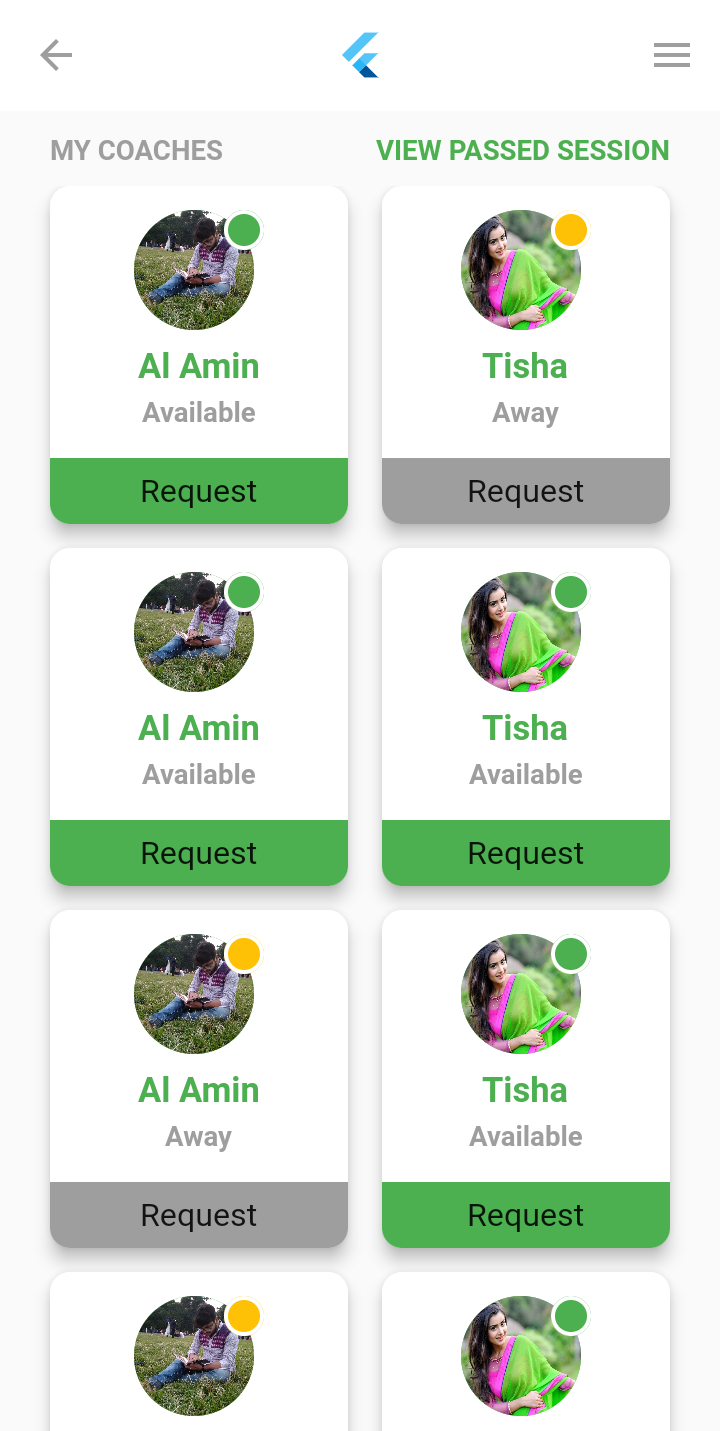 MY COACHES VIEW PASSED SESSION
Al Amin Tisha
Available Away
Request Request
Al Amin Tisha
Available Available
Request Request
Al Amin Tisha
Away Available
Request Request